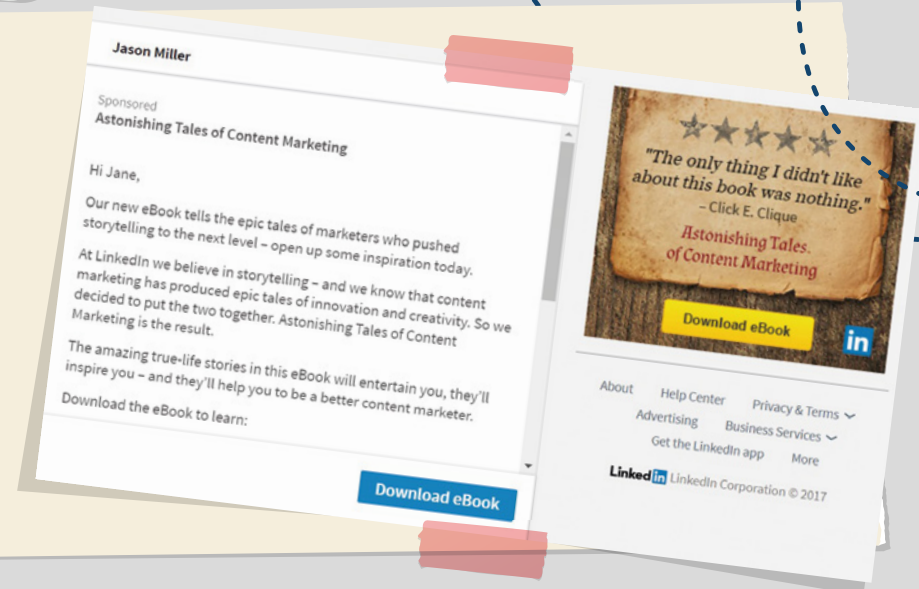 Jason Miller
Sponsored
Astonishing Tales of Content Marketing
Hi Jane,
Our new eBook tells the epic tales of marketers who pushed
storytelling to the next level – open up some inspiration today.
At LinkedIn we believe in storytelling – and we know that content
marketing has produced epic tales of innovation and creativity. So we
decided to put the two together. Astonishing Tales of Content
Marketing is the result.
The amazing true-life stories in this eBook will entertain you, they'll
inspire you – and they'll help you to be a better content marketer.
Download the eBook to learn:
Download eBook
"The only thing I didn't like
about this book was nothing."
– Click E. Clique
Astonishing Tales
of Content Marketing
Download eBook
in
About Help Center Privacy & Terms
Advertising Business Services
Get the LinkedIn app More
Linked in LinkedIn Corporation © 2017